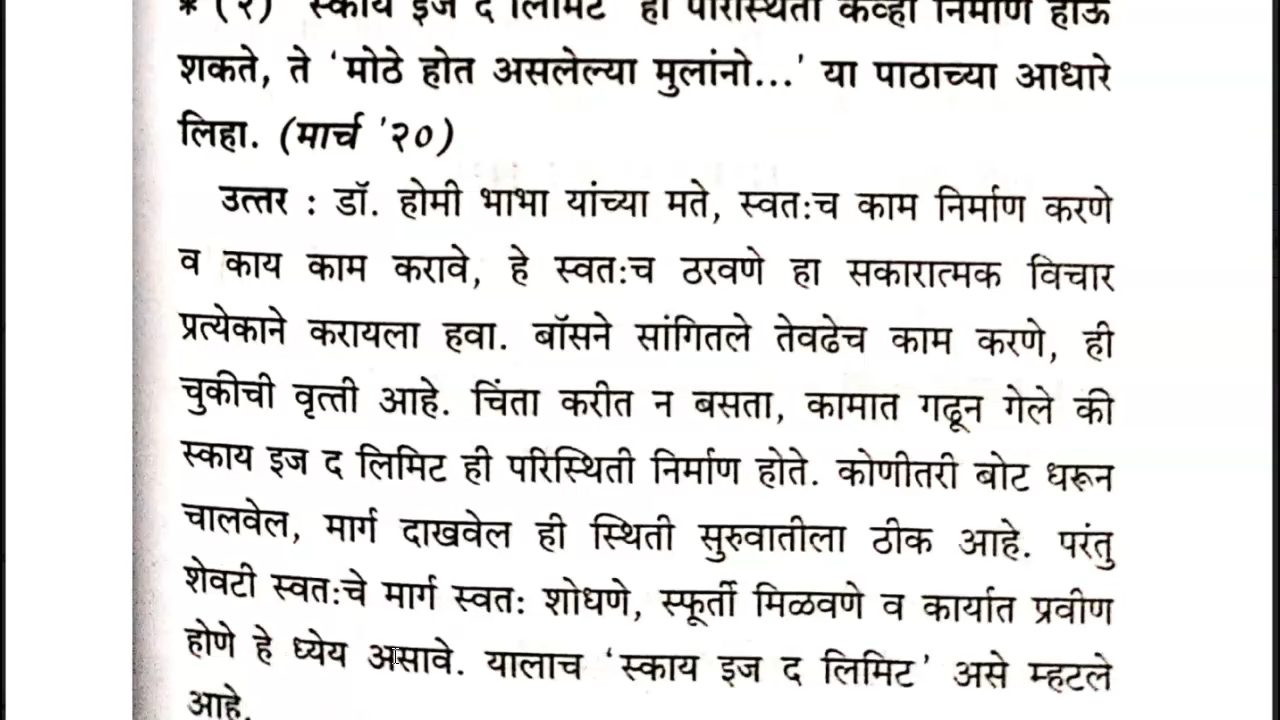 * (२) 'स्काय इज द लिमिट' ही परिस्थिती केव्हा निर्माण होऊ
शकते, ते 'मोठे होत असलेल्या मुलांनो...' या पाठाच्या आधारे
लिहा. (मार्च '२०)
उत्तर : डॉ. होमी भाभा यांच्या मते, स्वतःच काम निर्माण करणे
व काय काम करावे, हे स्वतःच ठरवणे हा सकारात्मक विचार
प्रत्येकाने करायला हवा. बॉसने सांगितले तेवढेच काम करणे, ही
चुकीची वृत्ती आहे. चिंता करीत न बसता, कामात गढून गेले की
स्काय इज द लिमिट ही परिस्थिती निर्माण होते. कोणीतरी बोट धरून
चालवेल, मार्ग दाखवेल ही स्थिती सुरुवातीला ठीक आहे. परंतु
शेवटी स्वतःचे मार्ग स्वतः शोधणे, स्फूर्ती मिळवणे व कार्यात प्रवीण
होणे हे ध्येय असावे. यालाच 'स्काय इज द लिमिट' असे म्हटले
आहे.